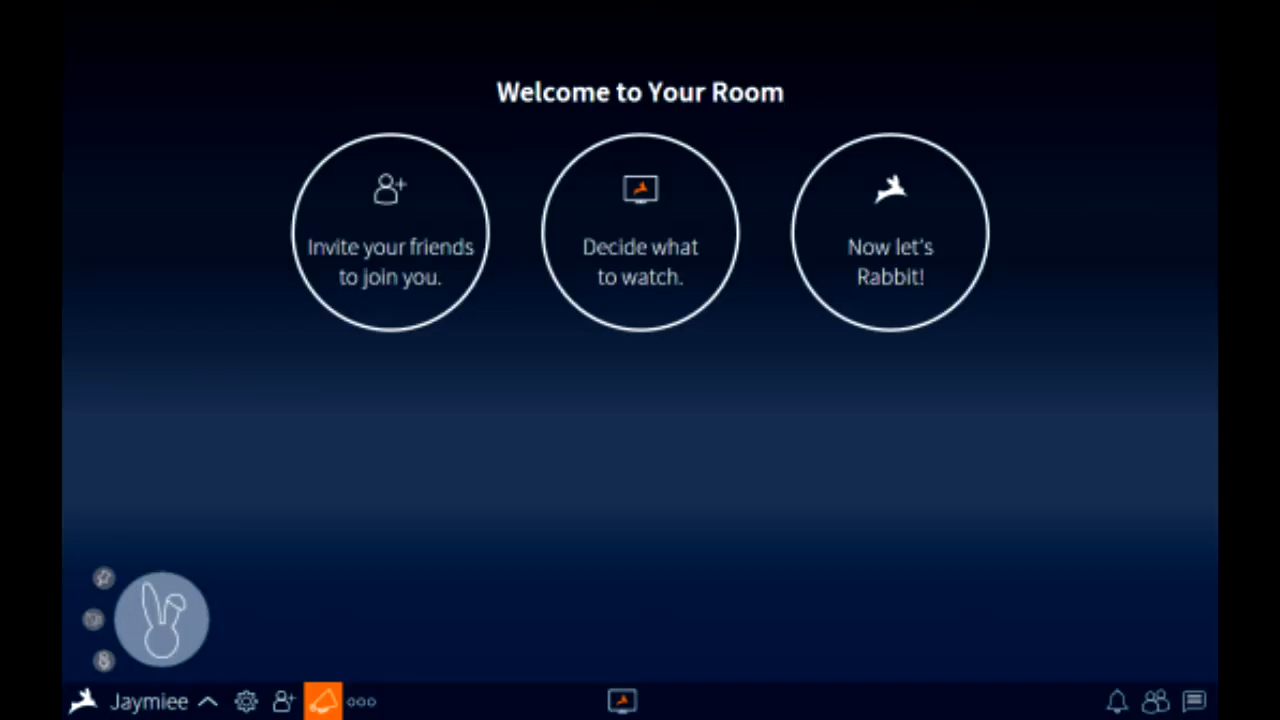 Welcome to Your Room
Invite your friends
to join you.
Decide what
to watch.
Now let's
Rabbit!
Jaymiee